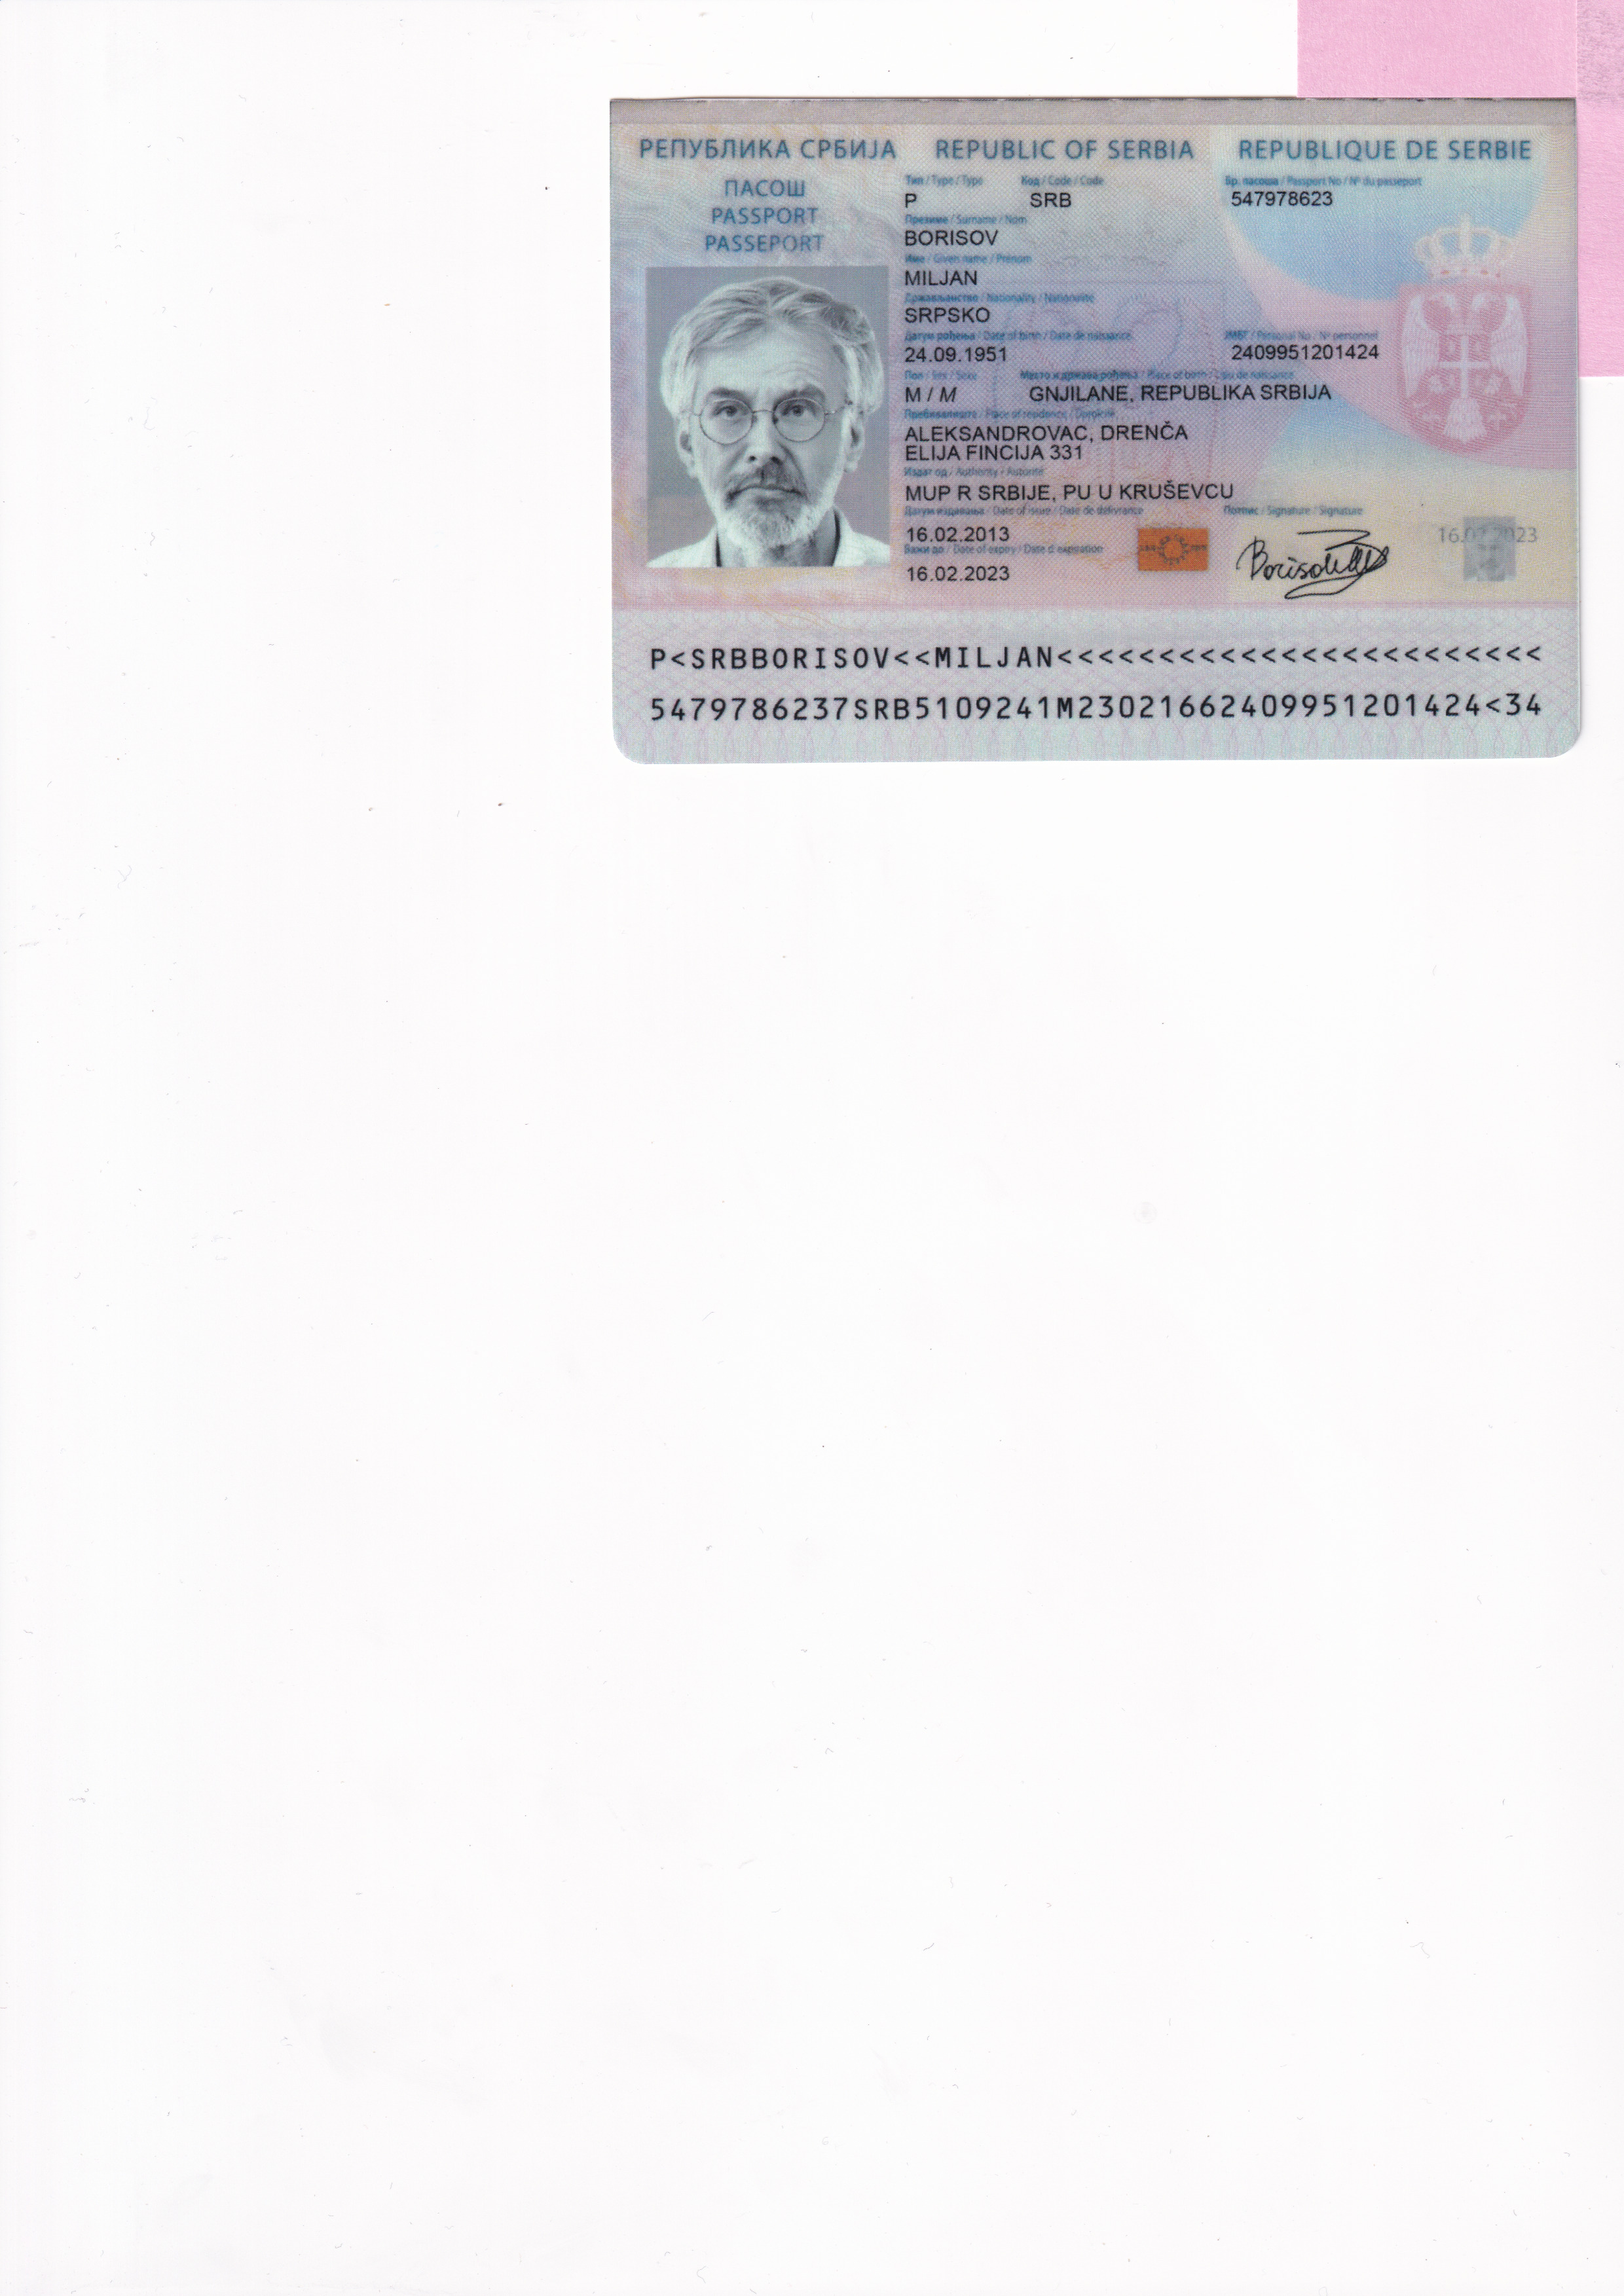 РЕПУБЛИКА СРБИЈА REPUBLIC OF SERBIA REPUBLIQUE DE SERBIE
ПАСОШ
PASSPORT
PASSEPORT
Тип / Type / Type Код / Code / Code Бр. пасоша / Passport No / Nº du passeport
P SRB 547978623
Презиме / Surname / Nom
BORISOV
Име / Given name / Prénom
MILJAN
Држављанство / Nationality / Nationalité
SRPSKO
Датум рођења / Date of birth / Date de naissance ЈМБГ / Personal No / Nº personnel
24.09.1951 2409951201424
Пол / Sex / Sexe Место и држава рођења / Place of birth / Lieu de naissance
M / M GNJILANE, REPUBLIKA SRBIJA
Пребивалиште / Place of residence / Domicile
ALEKSANDROVAC, DRENČA
ELIJA FINCIJA 331
Издат од / Authority / Autorité
MUP R SRBIJE, PU U KRUŠEVCU
Датум издавања / Date of issue / Date de délivrance Потпис / Signature / Signature
16.02.2013 16.02.2023
Важи до / Date of expiry / Date d'expiration
16.02.2023
P<SRBBORISOV<<MILJAN<<<<<<<<<<<<<<<<<<<<<<<<
5479786237SRB5109241M23021662409951201424<34